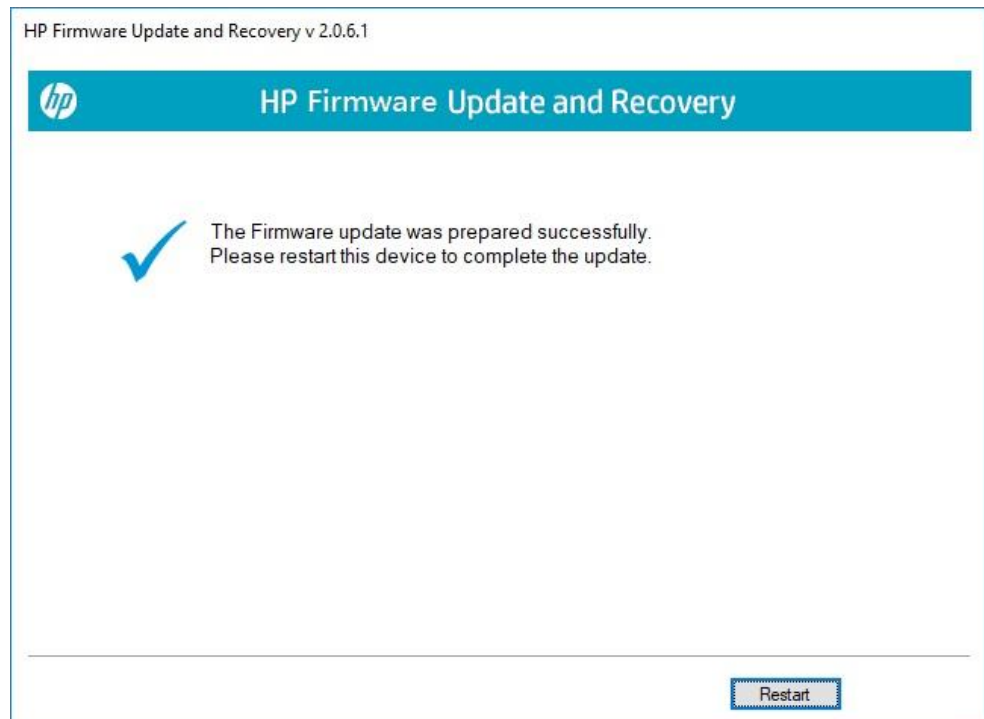 HP Firmware Update and Recovery v 2.0.6.1
hp
HP Firmware Update and Recovery
The Firmware update was prepared successfully.
Please restart this device to complete the update.
Restart